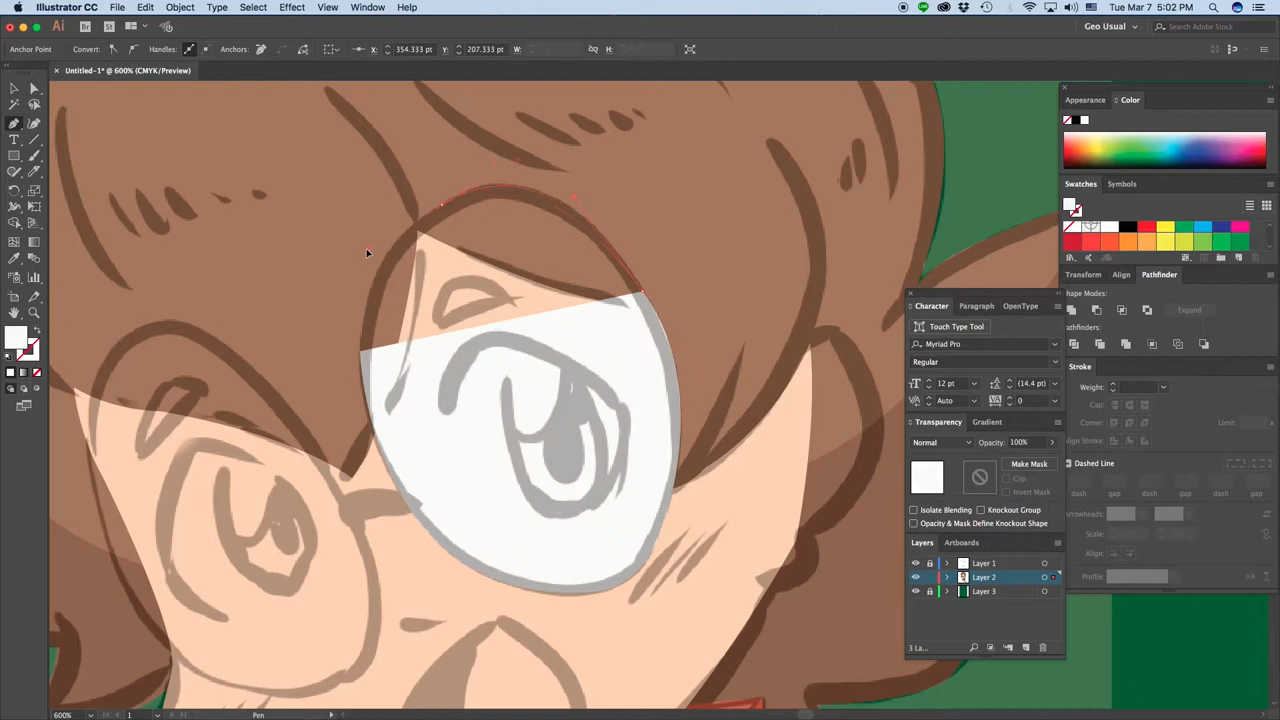 Illustrator CC File Edit Object Type Select Effect View Window Help
Tue Mar 7 5:02 PM
Ai Br St
Geo Usual
Search Adobe Stock
Anchor Point Convert: Handles: Anchors: X: 354.333 pt Y: 207.333 pt W: H:
Untitled-1* @ 600% (CMYK/Preview)
Appearance Color
Swatches Symbols
Transform Align Pathfinder
Shape Modes:
Expand
Pathfinders:
Stroke
Weight:
Cap:
Corner: Limit:
Align Stroke:
Dashed Line
dash gap dash gap dash gap
Arrowheads:
Scale:
Align:
Profile:
Character Paragraph OpenType
Touch Type Tool
Myriad Pro
Regular
12 pt (14.4 pt)
Auto 0
Transparency Gradient
Normal Opacity: 100%
Make Mask
Clip
Invert Mask
Isolate Blending Knockout Group
Opacity & Mask Define Knockout Shape
Layers Artboards
Layer 1
Layer 2
Layer 3
3 La...
600% 1 Pen